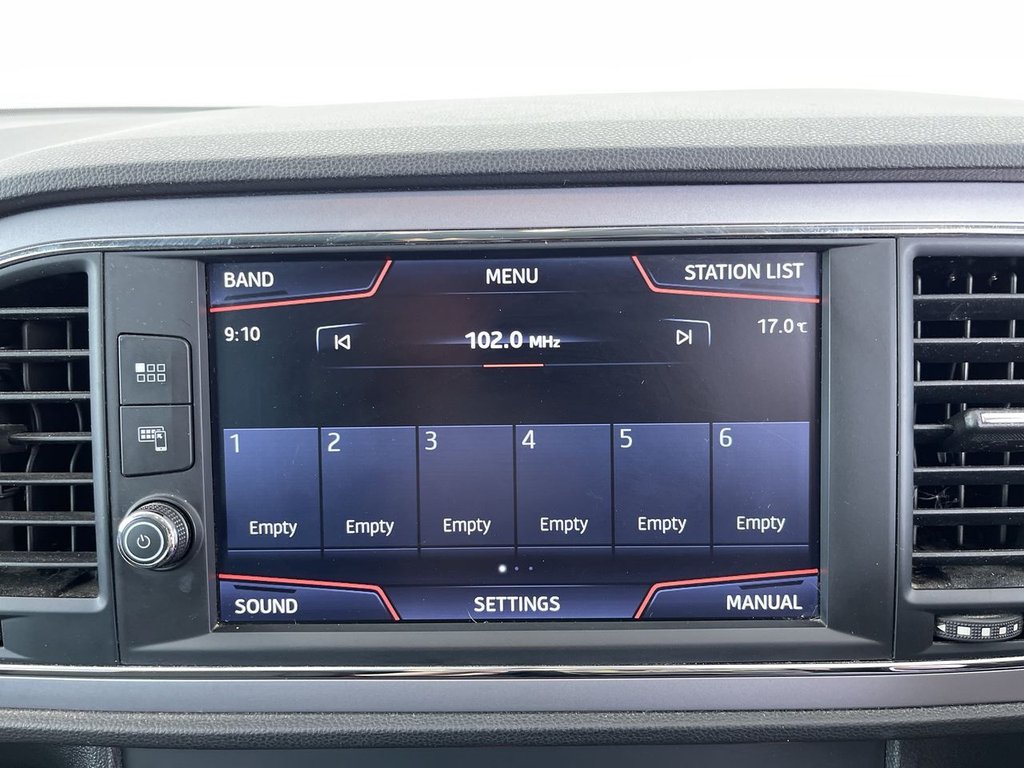 BAND MENU STATION LIST
9:10 102.0 MHz 17.0°C
1 2 3 4 5 6
Empty Empty Empty Empty Empty Empty
SOUND SETTINGS MANUAL